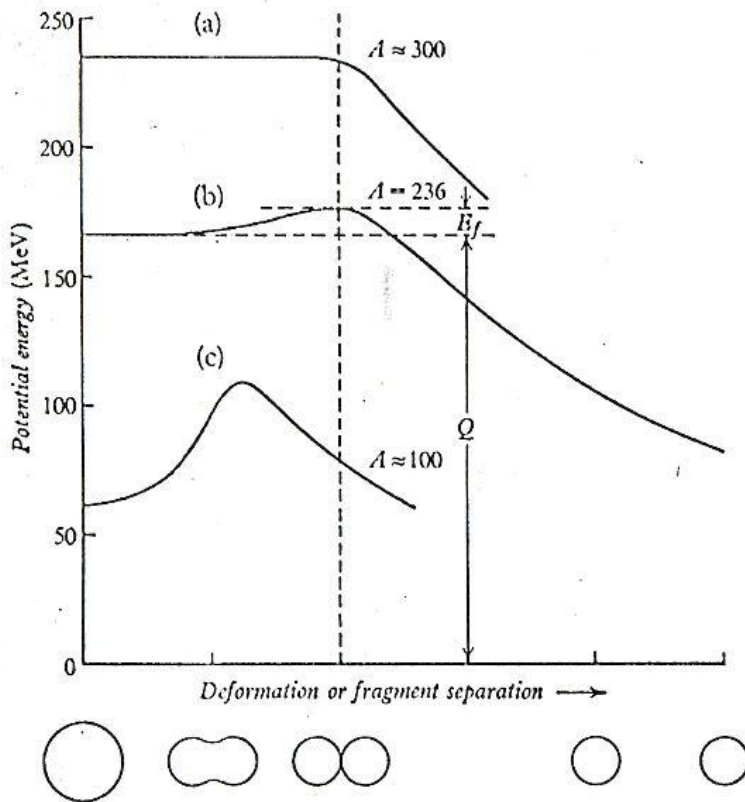 250
(a)
A ≈ 300
200
(b)
A = 236
E_f
150
(c)
100
Q
A ≈ 100
50
0
Potential energy (MeV)
Deformation or fragment separation